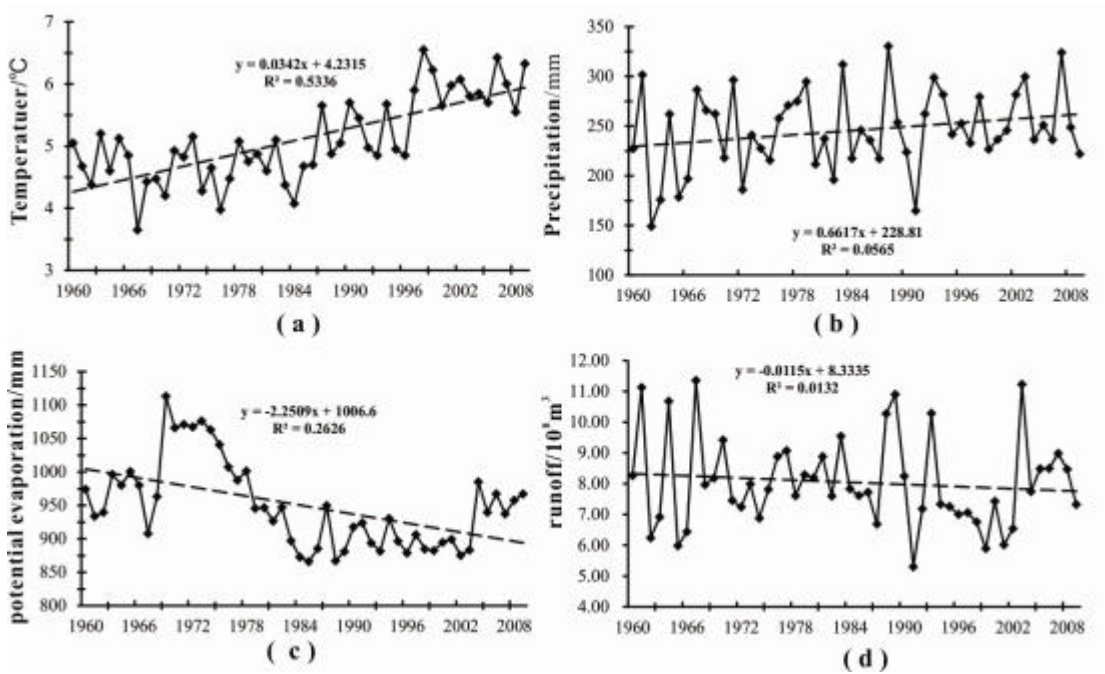 7
6
5
4
3
Temperatuer/℃
y = 0.0342x + 4.2315
R² = 0.5336
1960 1966 1972 1978 1984 1990 1996 2002 2008
( a )
350
300
250
200
150
100
Precipitation/mm
y = 0.6617x + 228.81
R² = 0.0565
1960 1966 1972 1978 1984 1990 1996 2002 2008
( b )
1150
1100
1050
1000
950
900
850
800
potential evaporation/mm
y = -2.2509x + 1006.6
R² = 0.2626
1960 1966 1972 1978 1984 1990 1996 2002 2008
( c )
12.00
11.00
10.00
9.00
8.00
7.00
6.00
5.00
4.00
runoff/10⁸m³
y = -0.0115x + 8.3335
R² = 0.0132
1960 1966 1972 1978 1984 1990 1996 2002 2008
( d )